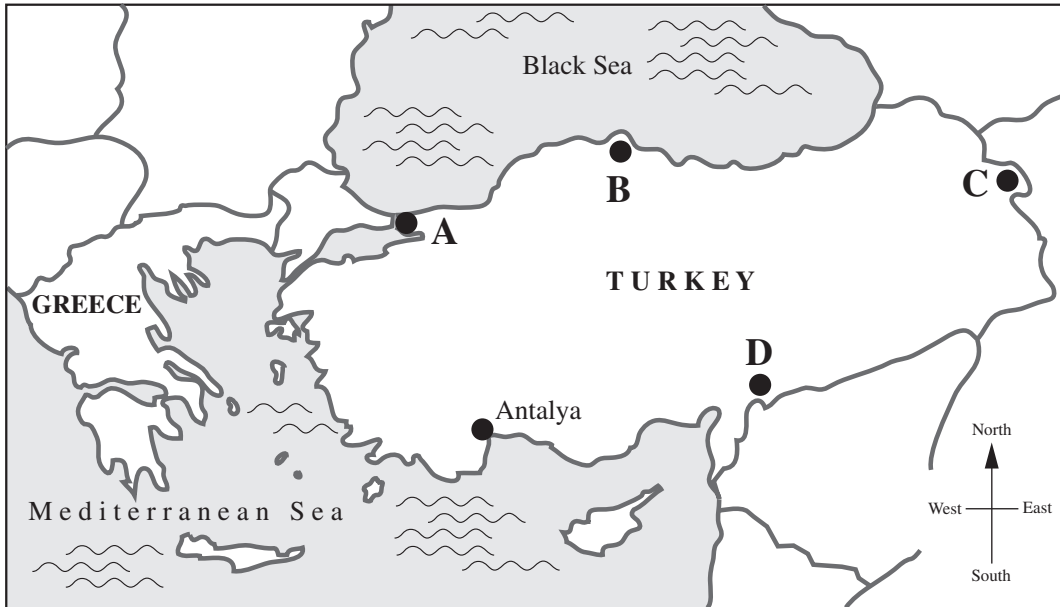 Black Sea
B
C
A
TURKEY
GREECE
D
Antalya
North
Mediterranean Sea
West
East
South